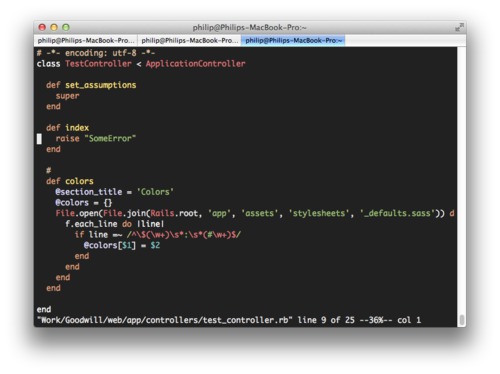 philip@Philips-MacBook-Pro:~
philip@Philips-MacBook-Pro... philip@Philips-MacBook-Pro... philip@Philips-MacBook-Pro:~
# -*- encoding: utf-8 -*-
class TestController < ApplicationController
def set_assumptions
super
end
def index
raise "SomeError"
end
#
def colors
@section_title = 'Colors'
@colors = {}
File.open(File.join(Rails.root, 'app', 'assets', 'stylesheets', '_defaults.sass')) d
f.each_line do |line|
if line =~ /^\$(\w+)\s*:\s*(#\w+)$/
@colors[$1] = $2
end
end
end
end
end
"Work/Goodwill/web/app/controllers/test_controller.rb" line 9 of 25 --36%-- col 1